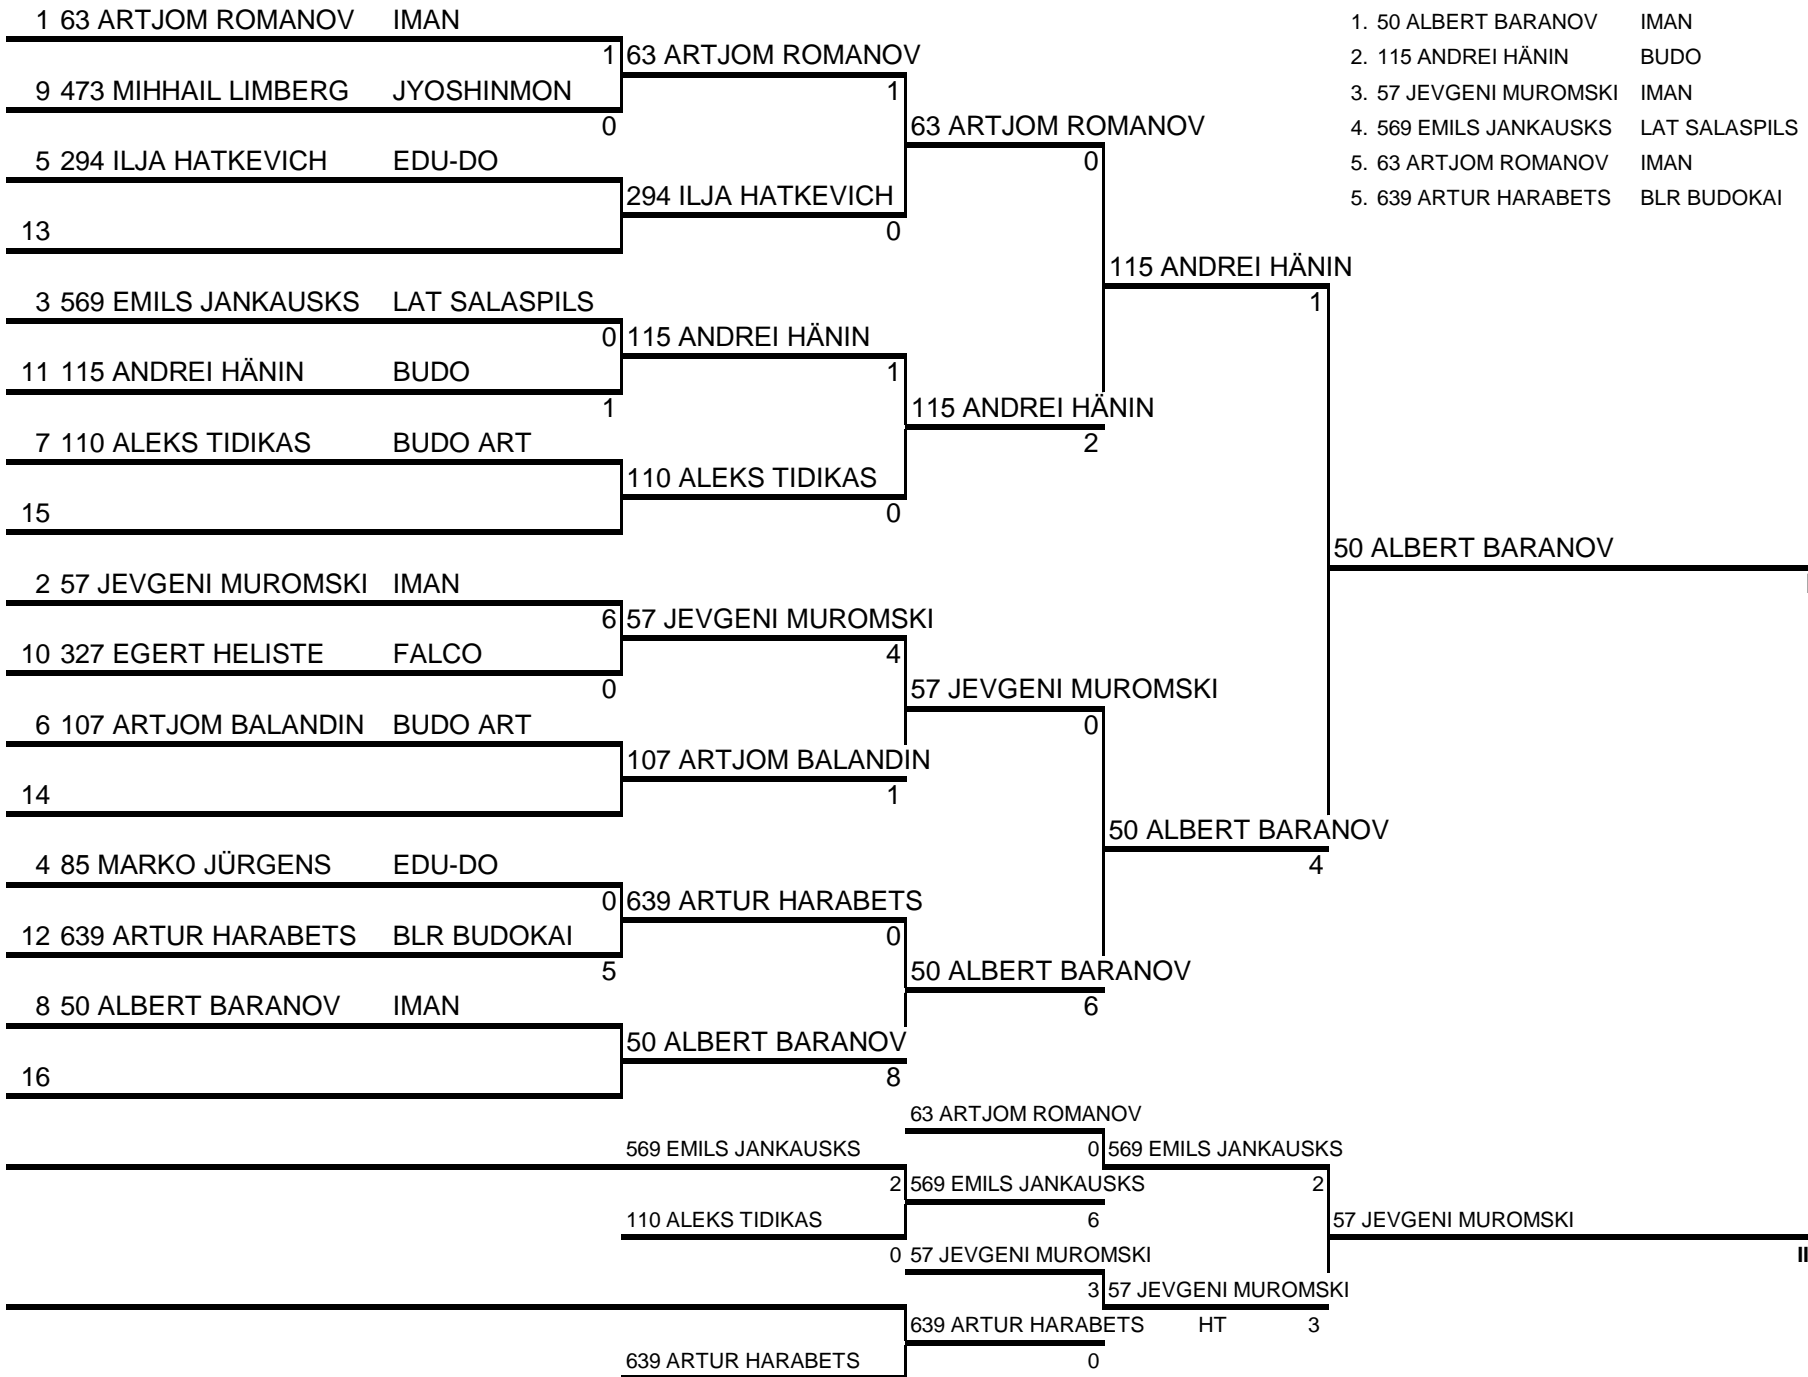 1 63 ARTJOM ROMANOV IMAN
1 63 ARTJOM ROMANOV
9 473 MIHHAIL LIMBERG JYOSHINMON
1
0
63 ARTJOM ROMANOV
5 294 ILJA HATKEVICH EDU-DO
0
294 ILJA HATKEVICH
13
0
115 ANDREI HÄNIN
3 569 EMILS JANKAUSKS LAT SALASPILS
1
0 115 ANDREI HÄNIN
11 115 ANDREI HÄNIN BUDO
1
1
115 ANDREI HÄNIN
7 110 ALEKS TIDIKAS BUDO ART
2
110 ALEKS TIDIKAS
15
0
50 ALBERT BARANOV
2 57 JEVGENI MUROMSKI IMAN
6 57 JEVGENI MUROMSKI
10 327 EGERT HELISTE FALCO
4
0
57 JEVGENI MUROMSKI
6 107 ARTJOM BALANDIN BUDO ART
0
107 ARTJOM BALANDIN
14
1
50 ALBERT BARANOV
4 85 MARKO JÜRGENS EDU-DO
4
0 639 ARTUR HARABETS
12 639 ARTUR HARABETS BLR BUDOKAI
0
5
50 ALBERT BARANOV
8 50 ALBERT BARANOV IMAN
6
50 ALBERT BARANOV
16
8
63 ARTJOM ROMANOV
569 EMILS JANKAUSKS
0 569 EMILS JANKAUSKS
2 569 EMILS JANKAUSKS
2
110 ALEKS TIDIKAS
6
57 JEVGENI MUROMSKI
0 57 JEVGENI MUROMSKI
3 57 JEVGENI MUROMSKI
639 ARTUR HARABETS HT 3
639 ARTUR HARABETS
0
1. 50 ALBERT BARANOV IMAN
2. 115 ANDREI HÄNIN BUDO
3. 57 JEVGENI MUROMSKI IMAN
4. 569 EMILS JANKAUSKS LAT SALASPILS
5. 63 ARTJOM ROMANOV IMAN
5. 639 ARTUR HARABETS BLR BUDOKAI